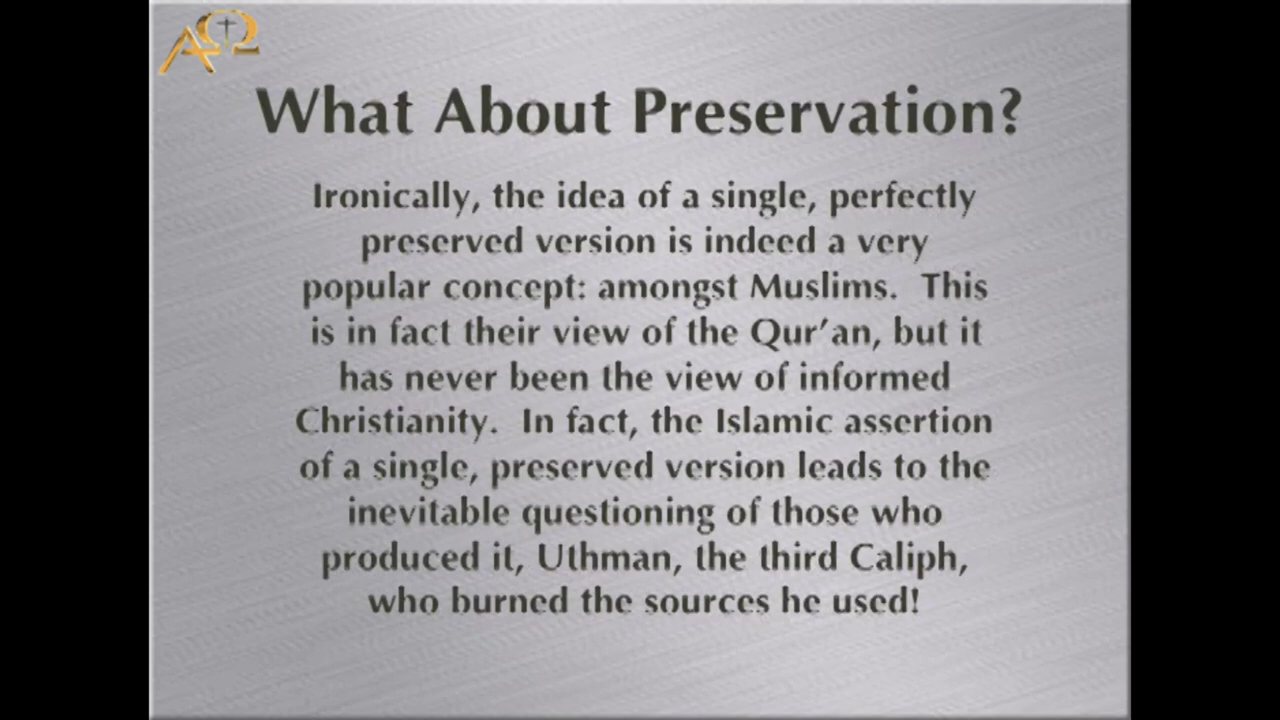 AΩ
What About Preservation?
Ironically, the idea of a single, perfectly
preserved version is indeed a very
popular concept: amongst Muslims.  This
is in fact their view of the Qur’an, but it
has never been the view of informed
Christianity.  In fact, the Islamic assertion
of a single, preserved version leads to the
inevitable questioning of those who
produced it, Uthman, the third Caliph,
who burned the sources he used!